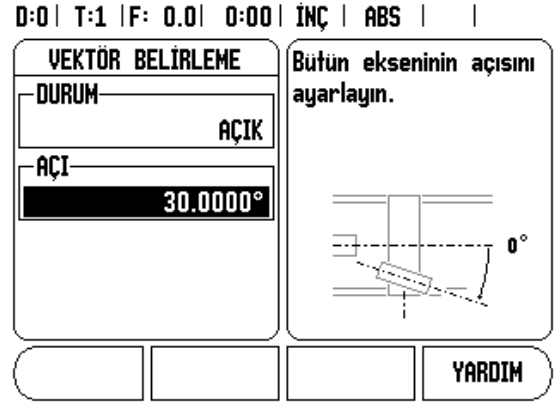 D:0| T:1 |F: 0.0| 0:00| İNÇ | ABS | |
VEKTÖR BELİRLEME
DURUM
AÇIK
AÇI
30.0000°
Bütün ekseninin açısını
ayarlayın.
0°
YARDIM